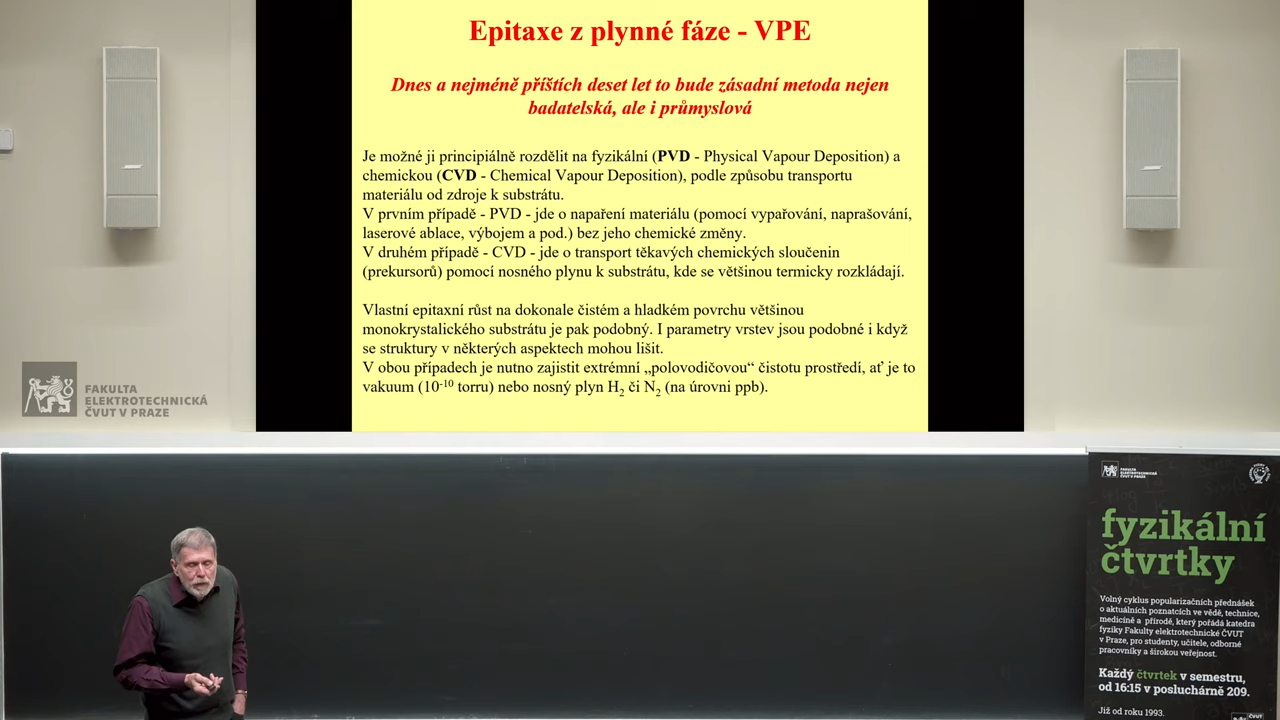 Epitaxe z plynné fáze - VPE
Dnes a nejméně příštích deset let to bude zásadní metoda nejen
badatelská, ale i průmyslová
Je možné ji principiálně rozdělit na fyzikální (PVD - Physical Vapour Deposition) a
chemickou (CVD - Chemical Vapour Deposition), podle způsobu transportu
materiálu od zdroje k substrátu.
V prvním případě - PVD - jde o napaření materiálu (pomocí vypařování, naprašování,
laserové ablace, výbojem a pod.) bez jeho chemické změny.
V druhém případě - CVD - jde o transport těkavých chemických sloučenin
(prekursorů) pomocí nosného plynu k substrátu, kde se většinou termicky rozkládají.
Vlastní epitaxní růst na dokonale čistém a hladkém povrchu většinou
monokrystalického substrátu je pak podobný. I parametry vrstev jsou podobné i když
se struktury v některých aspektech mohou lišit.
V obou případech je nutno zajistit extrémní „polovodičovou“ čistotu prostředí, ať je to
vakuum (10⁻¹⁰ torru) nebo nosný plyn H₂ či N₂ (na úrovni ppb).
FAKULTA
ELEKTROTECHNICKÁ
ČVUT V PRAZE
FAKULTA
ELEKTROTECHNICKÁ
ČVUT V PRAZE
fyzikální
čtvrtky
Volný cyklus popularizačních přednášek
o aktuálních poznatcích ve vědě, technice,
medicíně a přírodě, který pořádá katedra
fyziky Fakulty elektrotechnické ČVUT
v Praze, pro studenty, učitele, odborné
pracovníky a širokou veřejnost.
Každý čtvrtek v semestru,
od 16:15 v posluchárně 209.
Již od roku 1993.